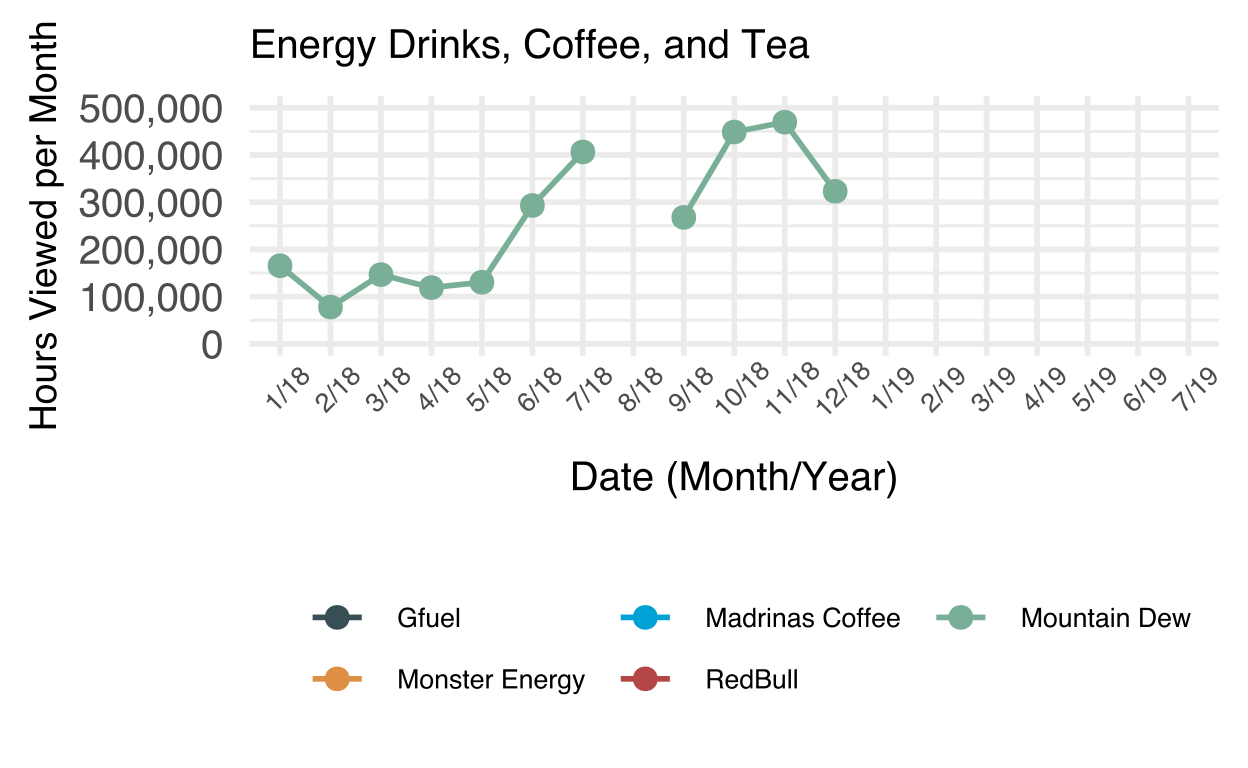 Energy Drinks, Coffee, and Tea
Hours Viewed per Month
500,000
400,000
300,000
200,000
100,000
0
1/18 2/18 3/18 4/18 5/18 6/18 7/18 8/18 9/18 10/18 11/18 12/18 1/19 2/19 3/19 4/19 5/19 6/19 7/19
Date (Month/Year)
Gfuel Madrinas Coffee Mountain Dew
Monster Energy RedBull